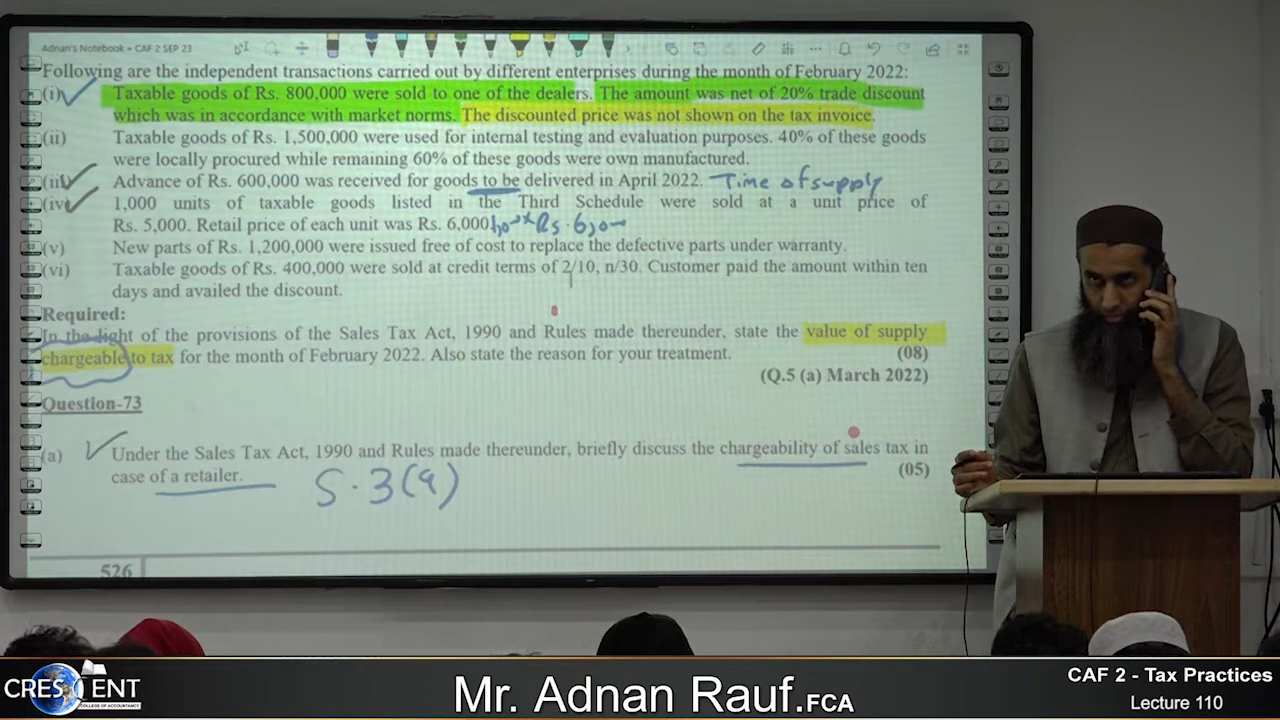 Adnan's Notebook » CAF 2 SEP 23
Following are the independent transactions carried out by different enterprises during the month of February 2022:
(i) Taxable goods of Rs. 800,000 were sold to one of the dealers. The amount was net of 20% trade discount
which was in accordance with market norms. The discounted price was not shown on the tax invoice.
(ii) Taxable goods of Rs. 1,500,000 were used for internal testing and evaluation purposes. 40% of these goods
were locally procured while remaining 60% of these goods were own manufactured.
(iii) Advance of Rs. 600,000 was received for goods to be delivered in April 2022. Time of supply
(iv) 1,000 units of taxable goods listed in the Third Schedule were sold at a unit price of
Rs. 5,000. Retail price of each unit was Rs. 6,000
(v) New parts of Rs. 1,200,000 were issued free of cost to replace the defective parts under warranty.
(vi) Taxable goods of Rs. 400,000 were sold at credit terms of 2/10, n/30. Customer paid the amount within ten
days and availed the discount.
Required:
In the light of the provisions of the Sales Tax Act, 1990 and Rules made thereunder, state the value of supply
chargeable to tax for the month of February 2022. Also state the reason for your treatment. (08)
(Q.5 (a) March 2022)
Question-73
(a) Under the Sales Tax Act, 1990 and Rules made thereunder, briefly discuss the chargeability of sales tax in
case of a retailer. (05)
S. 3(9)
526
CRESCENT
COLLEGE OF ACCOUNTANCY
Mr. Adnan Rauf.FCA
CAF 2 - Tax Practices
Lecture 110